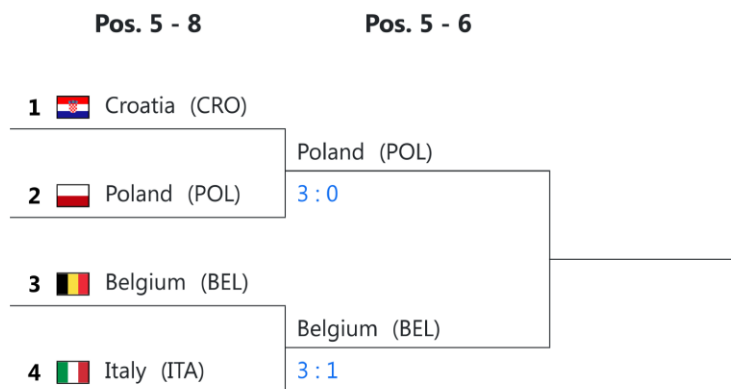 Pos. 5 - 8 Pos. 5 - 6
1 Croatia (CRO)
Poland (POL)
2 Poland (POL) 3 : 0
3 Belgium (BEL)
Belgium (BEL)
4 Italy (ITA) 3 : 1